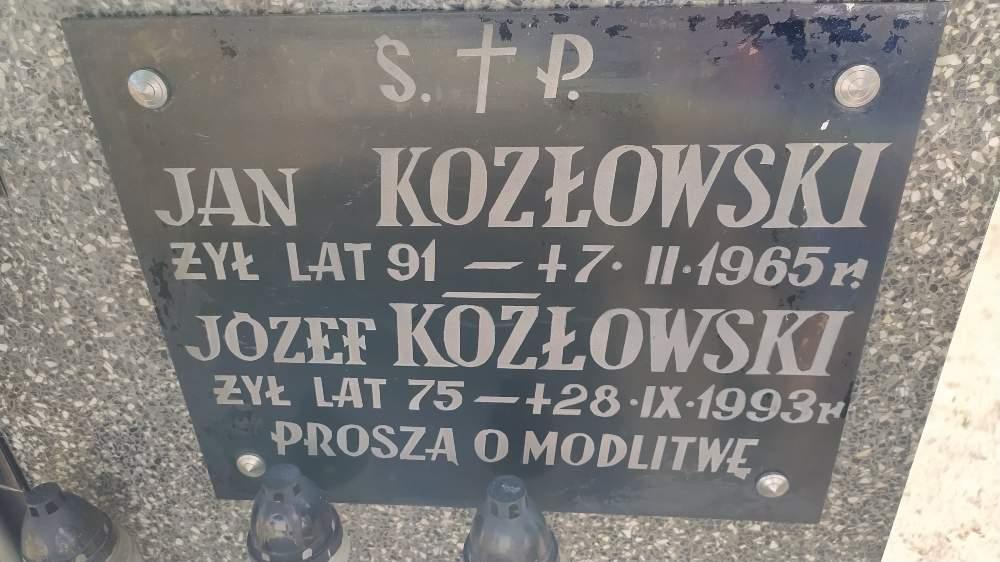 S. † P.
JAN KOZŁOWSKI
ŻYŁ LAT 91 — +7. II. 1965 r.
JÓZEF KOZŁOWSKI
ŻYŁ LAT 75 — +28. IX. 1993 r.
PROSZĄ O MODLITWĘ